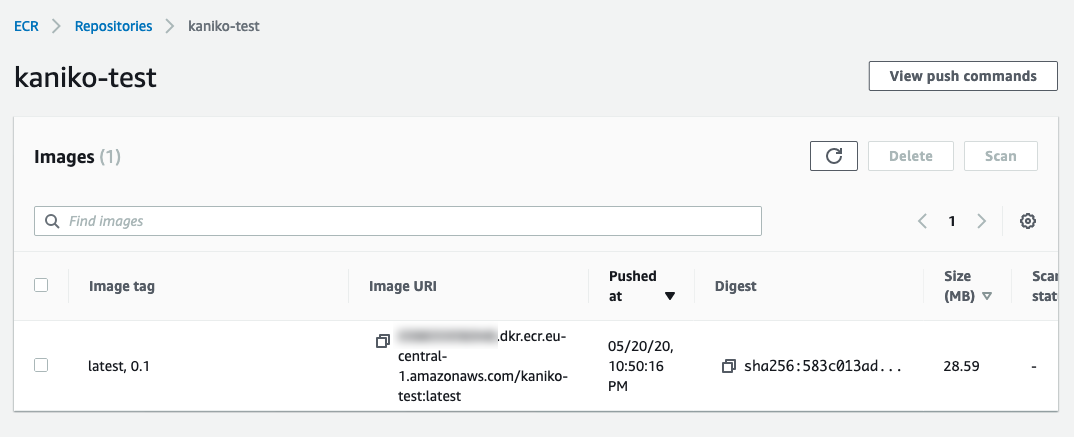 ECR > Repositories > kaniko-test
kaniko-test
View push commands
Images (1)
Delete
Scan
Find images
1
Image tag
Image URI
Pushed
at
Digest
Size
(MB)
Scan
stat
latest, 0.1
.dkr.ecr.eu-
central-
1.amazonaws.com/kaniko-
test:latest
05/20/20,
10:50:16
PM
sha256:583c013ad...
28.59
-